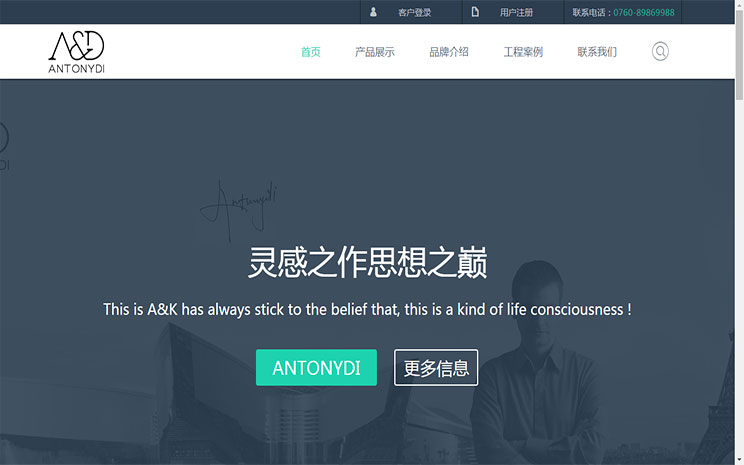 客户登录
用户注册
联系电话：0760-89869988
A&D
ANTONYDI
首页
产品展示
品牌介绍
工程案例
联系我们
D
DI
Antonydi
灵感之作思想之巅
This is A&K has always stick to the belief that, this is a kind of life consciousness !
ANTONYDI
更多信息